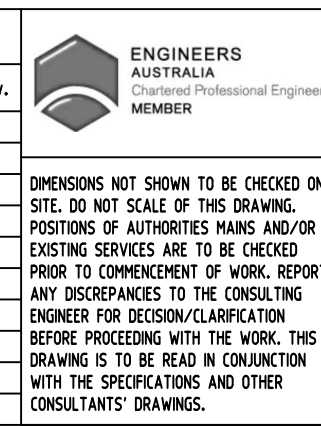 ENGINEERS
AUSTRALIA
Chartered Professional Engineer
MEMBER
DIMENSIONS NOT SHOWN TO BE CHECKED ON
SITE. DO NOT SCALE OF THIS DRAWING.
POSITIONS OF AUTHORITIES MAINS AND/OR
EXISTING SERVICES ARE TO BE CHECKED
PRIOR TO COMMENCEMENT OF WORK. REPORT
ANY DISCREPANCIES TO THE CONSULTING
ENGINEER FOR DECISION/CLARIFICATION
BEFORE PROCEEDING WITH THE WORK. THIS
DRAWING IS TO BE READ IN CONJUNCTION
WITH THE SPECIFICATIONS AND OTHER
CONSULTANTS' DRAWINGS.